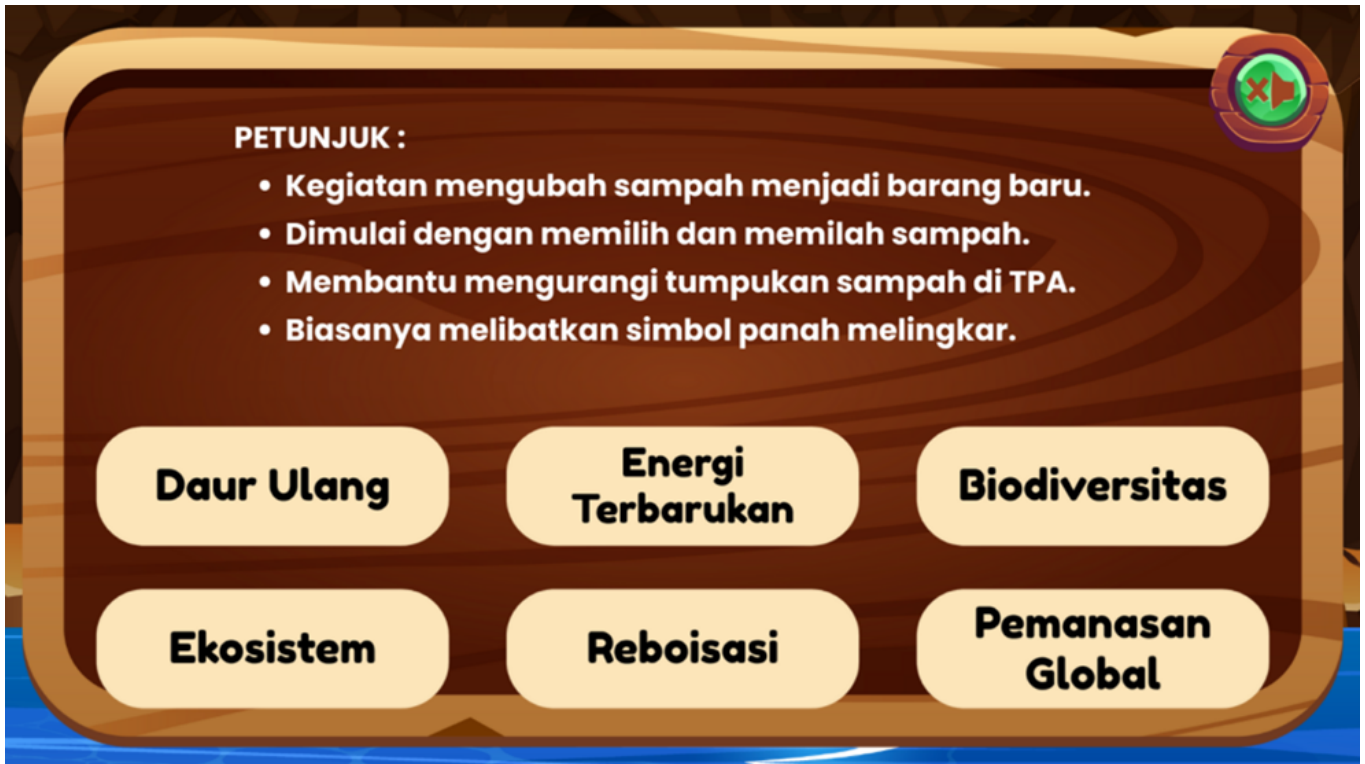 PETUNJUK :
• Kegiatan mengubah sampah menjadi barang baru.
• Dimulai dengan memilih dan memilah sampah.
• Membantu mengurangi tumpukan sampah di TPA.
• Biasanya melibatkan simbol panah melingkar.
Daur Ulang
Energi
Terbarukan
Biodiversitas
Ekosistem
Reboisasi
Pemanasan
Global